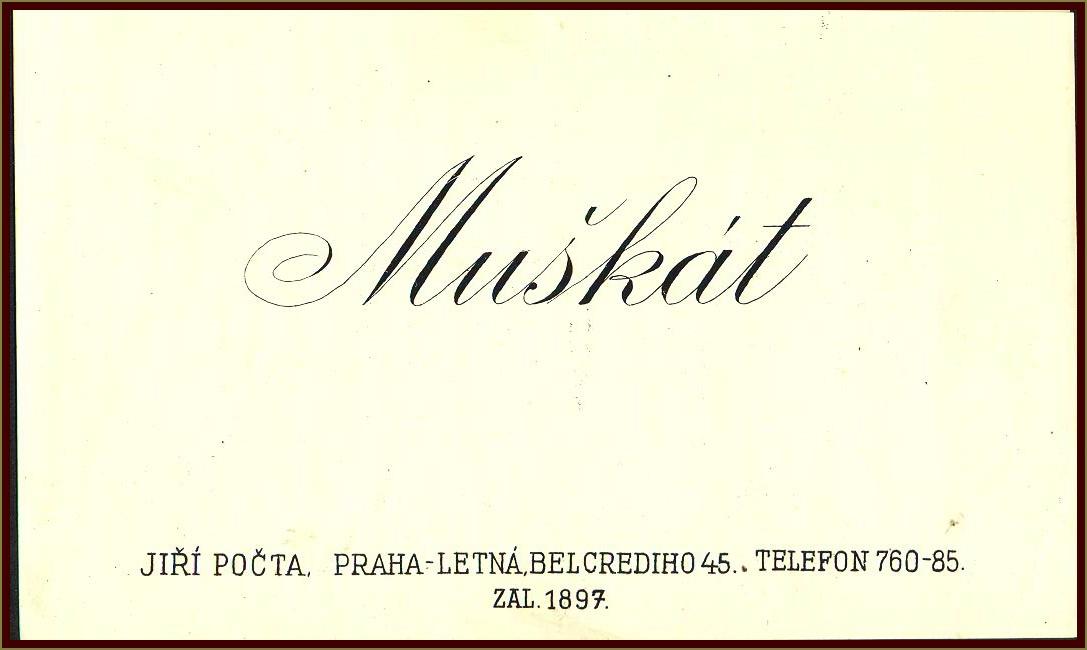 Muškát
JIŘÍ POČTA, PRAHA-LETNÁ, BELCREDIHO 45. TELEFON 760-85.
ZAL. 1897.